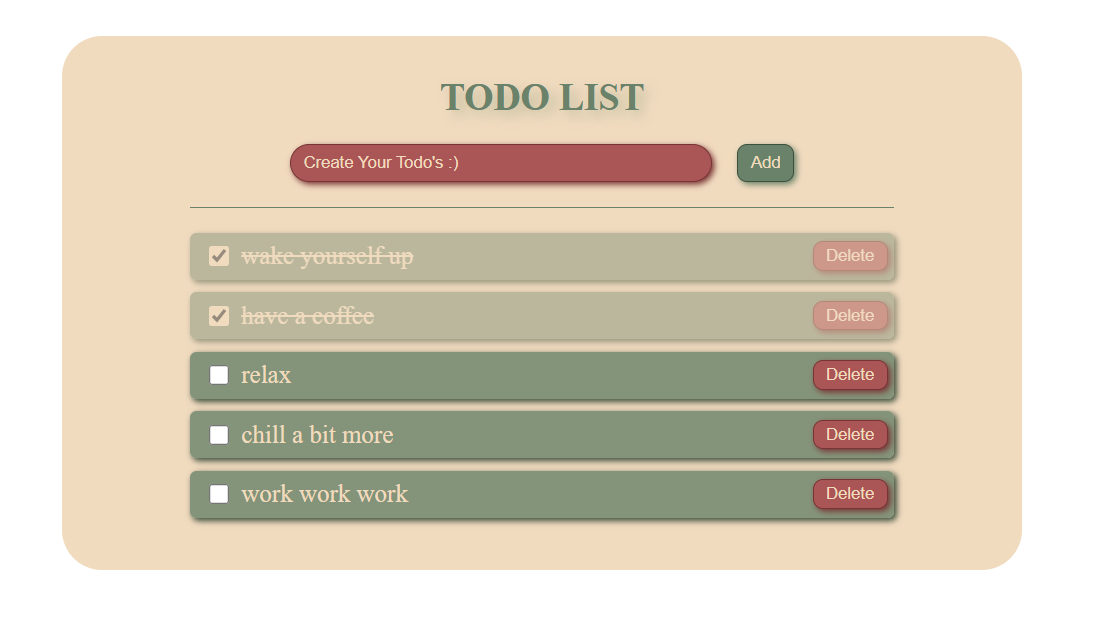 TODO LIST
Create Your Todo's :) Add
wake yourself up Delete
have a coffee Delete
relax Delete
chill a bit more Delete
work work work Delete